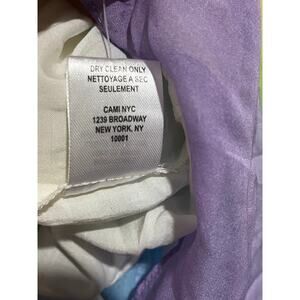 DRY CLEAN ONLY
NETTOYAGE A SEC
SEULEMENT
CAMI NYC
1239 BROADWAY
NEW YORK, NY
10001